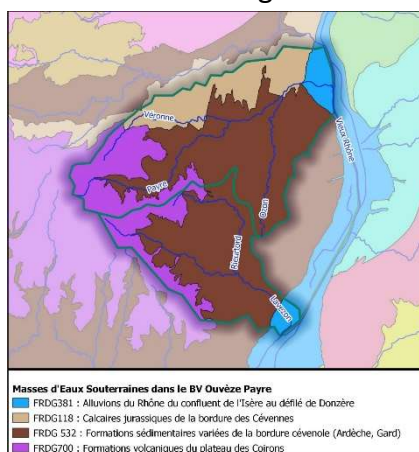 Véronne
Vieux Rhône
Payre
Ozon
Rieutord
Lavezon
Masses d'Eaux Souterraines dans le BV Ouvèze Payre
FRDG381 : Alluvions du Rhône du confluent de l'Isère au défilé de Donzère
FRDG118 : Calcaires jurassiques de la bordure des Cévennes
FRDG 532 : Formations sédimentaires variées de la bordure cévenole (Ardèche, Gard)
FRDG700 : Formations volcaniques du plateau des Coirons